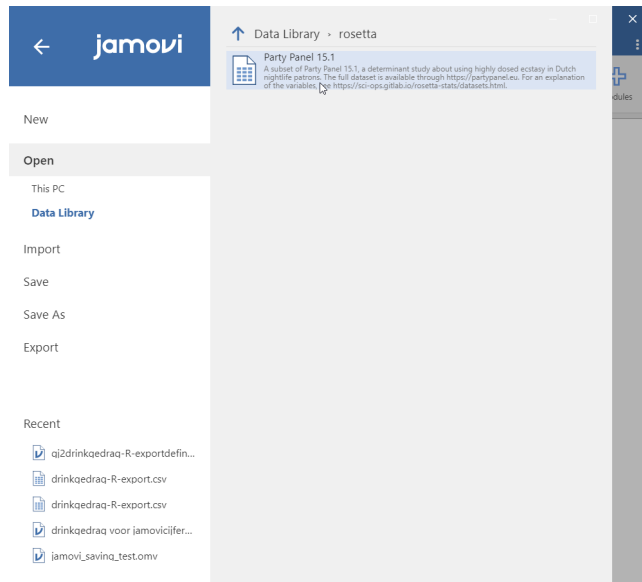 jamovi
Data Library › rosetta
Party Panel 15.1
A subset of Party Panel 15.1, a determinant study about using highly dosed ecstasy in Dutch
nightlife patrons. The full dataset is available through https://partypanel.eu. For an explanation
of the variables, see https://sci-ops.gitlab.io/rosetta-stats/datasets.html.
dules
New
Open
This PC
Data Library
Import
Save
Save As
Export
Recent
qj2drinkgedrag-R-exportdefin...
drinkgedrag-R-export.csv
drinkgedrag-R-export.csv
drinkgedrag voor jamovicijfer...
jamovi_saving_test.omv